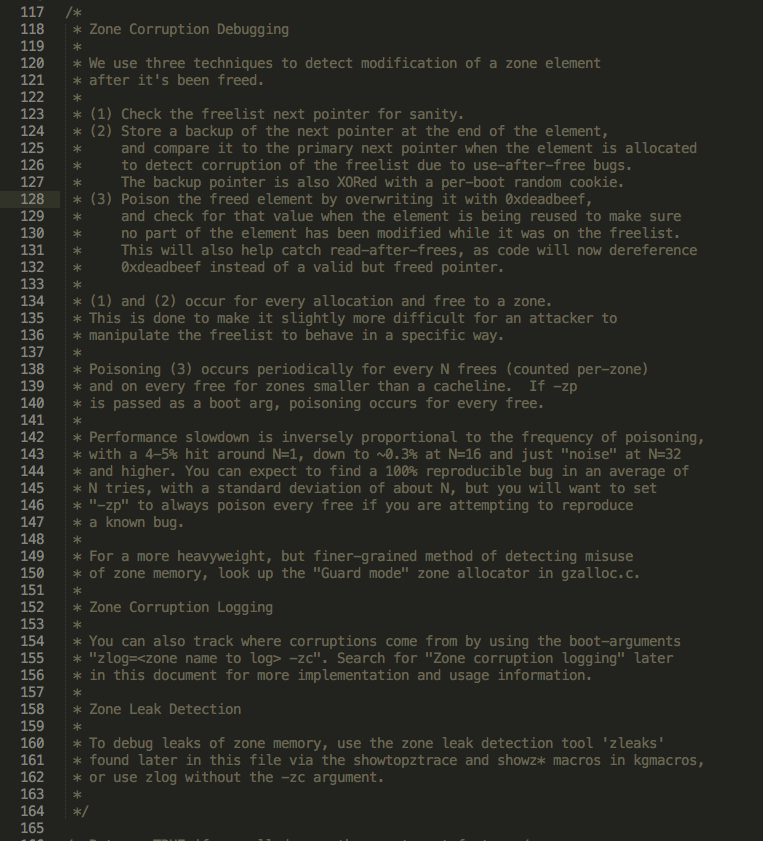 117 /*
118 * Zone Corruption Debugging
119 *
120 * We use three techniques to detect modification of a zone element
121 * after it's been freed.
122 *
123 * (1) Check the freelist next pointer for sanity.
124 * (2) Store a backup of the next pointer at the end of the element,
125 * and compare it to the primary next pointer when the element is allocated
126 * to detect corruption of the freelist due to use-after-free bugs.
127 * The backup pointer is also XORed with a per-boot random cookie.
128 * (3) Poison the freed element by overwriting it with 0xdeadbeef,
129 * and check for that value when the element is being reused to make sure
130 * no part of the element has been modified while it was on the freelist.
131 * This will also help catch read-after-frees, as code will now dereference
132 * 0xdeadbeef instead of a valid but freed pointer.
133 *
134 * (1) and (2) occur for every allocation and free to a zone.
135 * This is done to make it slightly more difficult for an attacker to
136 * manipulate the freelist to behave in a specific way.
137 *
138 * Poisoning (3) occurs periodically for every N frees (counted per-zone)
139 * and on every free for zones smaller than a cacheline.  If -zp
140 * is passed as a boot arg, poisoning occurs for every free.
141 *
142 * Performance slowdown is inversely proportional to the frequency of poisoning,
143 * with a 4-5% hit around N=1, down to ~0.3% at N=16 and just "noise" at N=32
144 * and higher. You can expect to find a 100% reproducible bug in an average of
145 * N tries, with a standard deviation of about N, but you will want to set
146 * "-zp" to always poison every free if you are attempting to reproduce
147 * a known bug.
148 *
149 * For a more heavyweight, but finer-grained method of detecting misuse
150 * of zone memory, look up the "Guard mode" zone allocator in gzalloc.c.
151 *
152 * Zone Corruption Logging
153 *
154 * You can also track where corruptions come from by using the boot-arguments
155 * "zlog=<zone name to log> -zc". Search for "Zone corruption logging" later
156 * in this document for more implementation and usage information.
157 *
158 * Zone Leak Detection
159 *
160 * To debug leaks of zone memory, use the zone leak detection tool 'zleaks'
161 * found later in this file via the showtopztrace and showz* macros in kgmacros,
162 * or use zlog without the -zc argument.
163 *
164 */
165